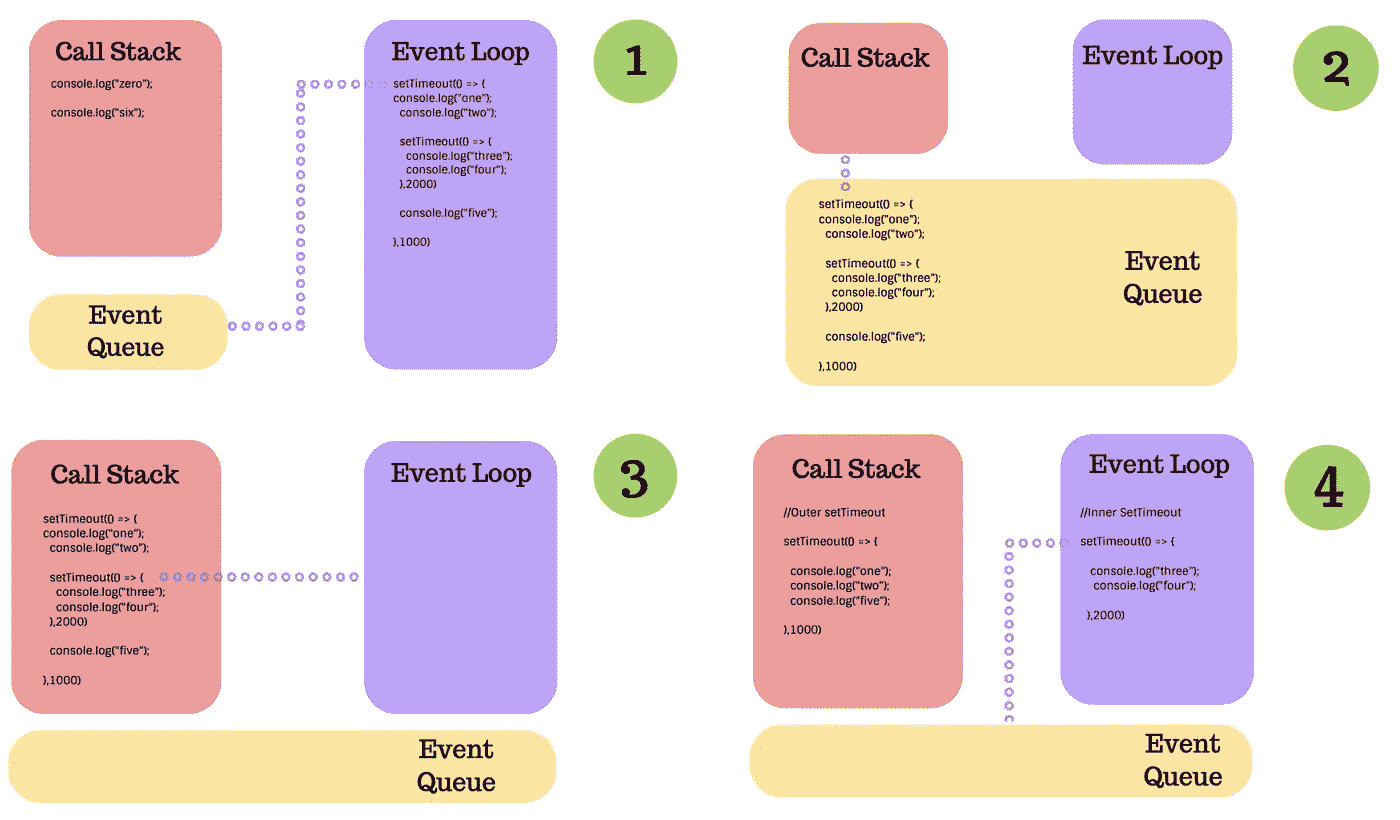 Call Stack
console.log("zero");
console.log("six");
Event Loop
setTimeout(() => {
console.log("one");
console.log("two");
setTimeout(() => {
console.log("three");
console.log("four");
},2000)
console.log("five");
},1000)
1
Event
Queue
Call Stack
Event Loop
2
setTimeout(() => {
console.log("one");
console.log("two");
setTimeout(() => {
console.log("three");
console.log("four");
},2000)
console.log("five");
},1000)
Event
Queue
Call Stack
setTimeout(() => {
console.log("one");
console.log("two");
setTimeout(() => {
console.log("three");
console.log("four");
},2000)
console.log("five");
},1000)
Event Loop
3
Event
Queue
Call Stack
//Outer setTimeout
setTimeout(() => {
console.log("one");
console.log("two");
console.log("five");
},1000)
Event Loop
//Inner SetTimeout
setTimeout(() => {
console.log("three");
console.log("four");
},2000)
4
Event
Queue